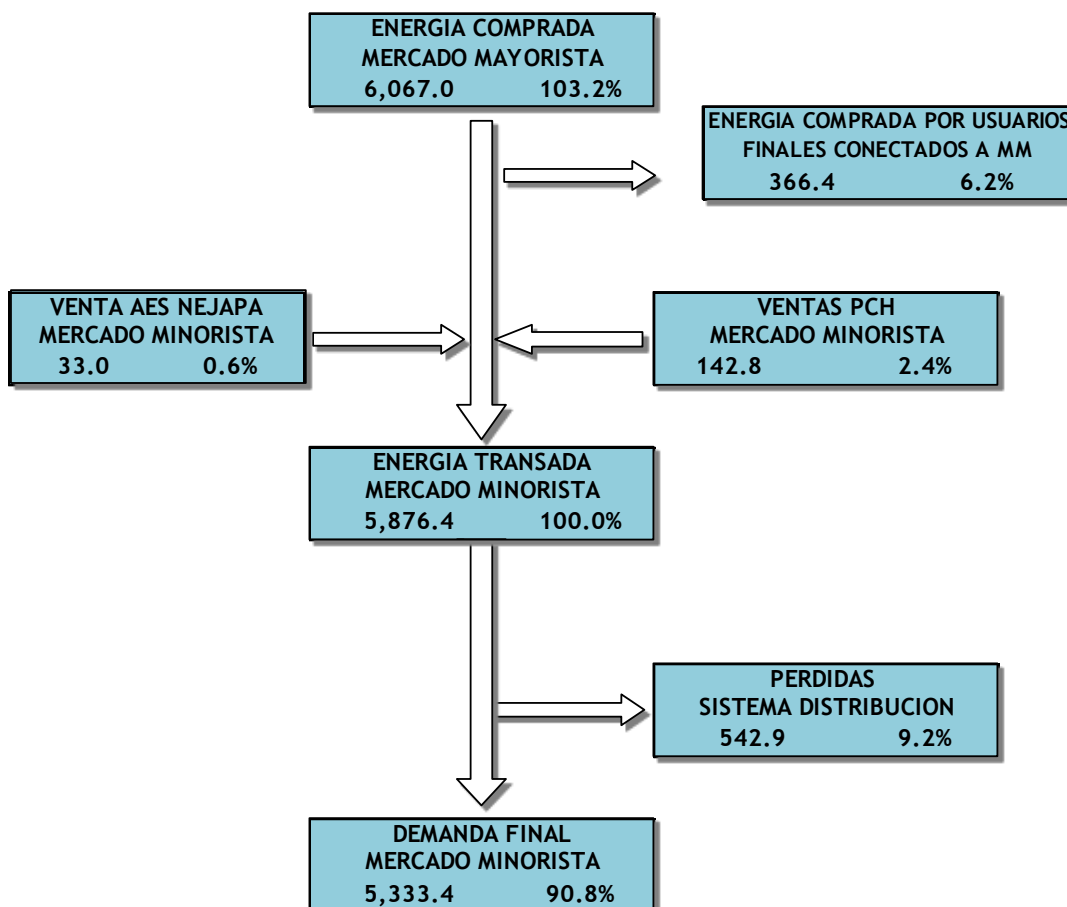 ENERGIA COMPRADA
MERCADO MAYORISTA
6,067.0 103.2%
ENERGIA COMPRADA POR USUARIOS
FINALES CONECTADOS A MM
366.4 6.2%
VENTA AES NEJAPA
MERCADO MINORISTA
33.0 0.6%
VENTAS PCH
MERCADO MINORISTA
142.8 2.4%
ENERGIA TRANSADA
MERCADO MINORISTA
5,876.4 100.0%
PERDIDAS
SISTEMA DISTRIBUCION
542.9 9.2%
DEMANDA FINAL
MERCADO MINORISTA
5,333.4 90.8%